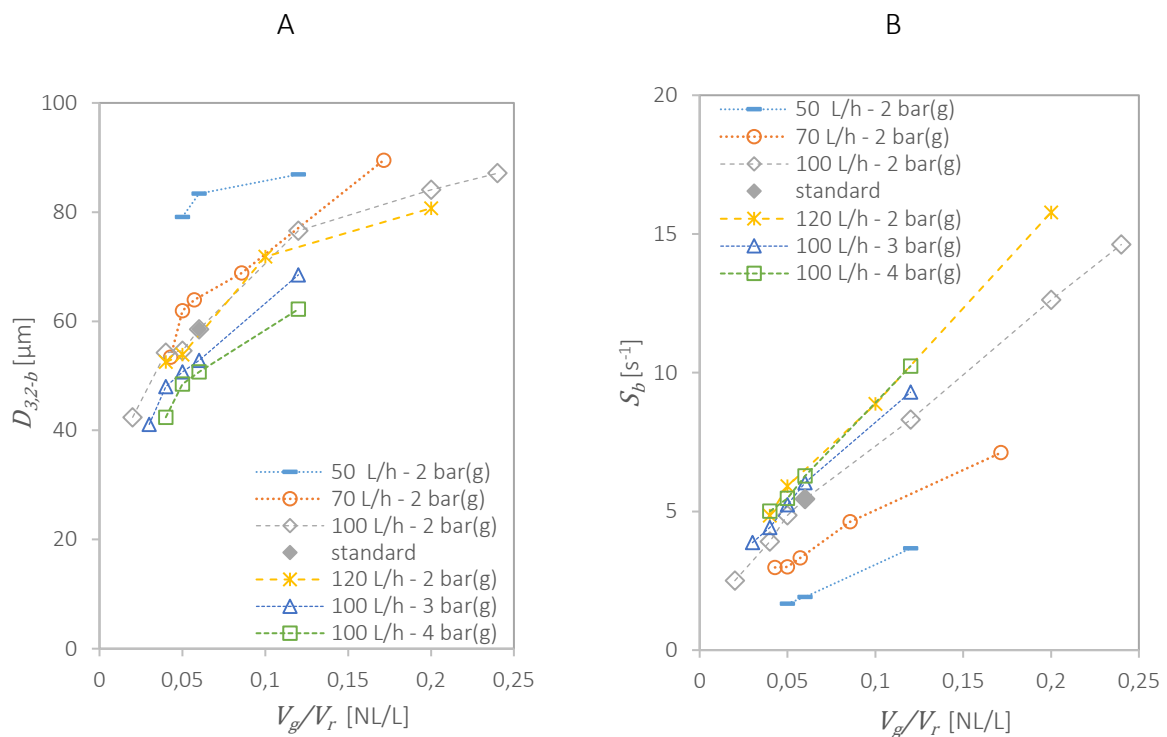 A
100
80
60
40
20
0
D3,2-b [µm]
50 L/h - 2 bar(g)
70 L/h - 2 bar(g)
100 L/h - 2 bar(g)
standard
120 L/h - 2 bar(g)
100 L/h - 3 bar(g)
100 L/h - 4 bar(g)
0 0,05 0,1 0,15 0,2 0,25
Vg/Vr [NL/L]
B
20
15
10
5
0
Sb [s-1]
50 L/h - 2 bar(g)
70 L/h - 2 bar(g)
100 L/h - 2 bar(g)
standard
120 L/h - 2 bar(g)
100 L/h - 3 bar(g)
100 L/h - 4 bar(g)
0 0,05 0,1 0,15 0,2 0,25
Vg/Vr [NL/L]